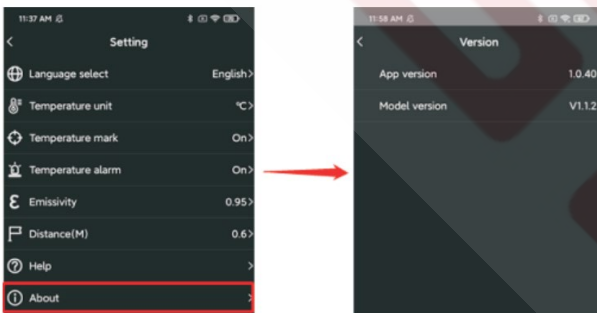 11:37 AM
Setting
Language select English>
Temperature unit °C>
Temperature mark On>
Temperature alarm On>
Emissivity 0.95>
Distance(M) 0.6>
Help >
About >
11:58 AM
Version
App version 1.0.40
Model version V1.1.2